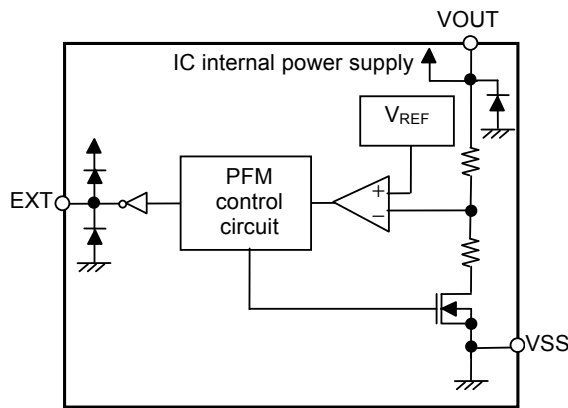 VOUT
IC internal power supply
VREF
EXT
PFM
control
circuit
+
−
VSS